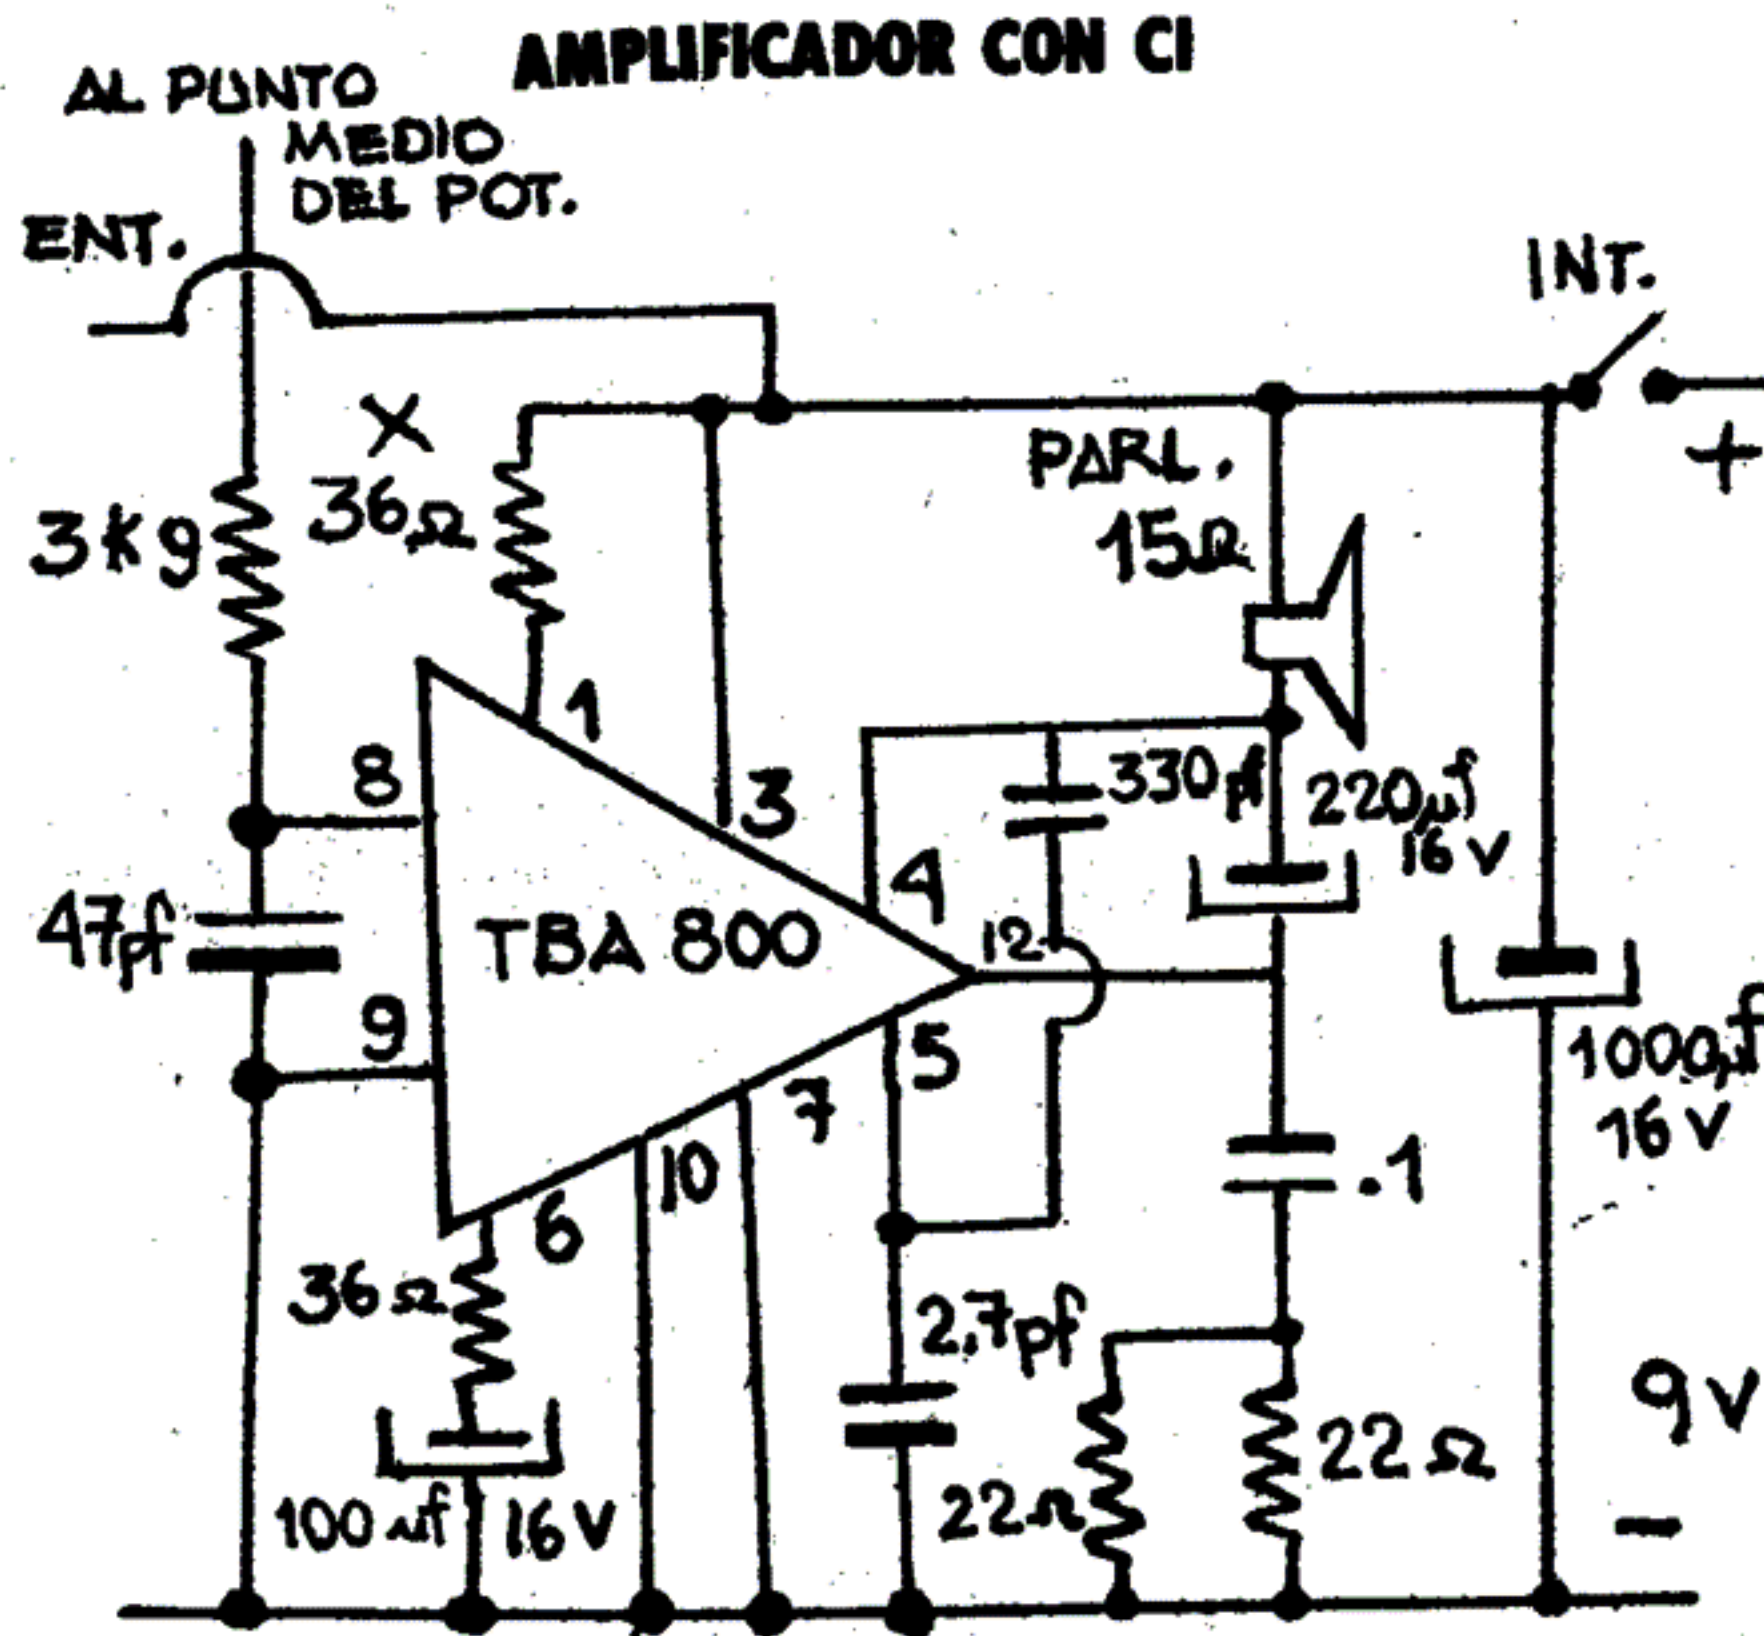 AMPLIFICADOR CON CI
AL PUNTO
MEDIO
DEL POT.
ENT.
INT.
+
X
36Ω
3K9
PARL.
15Ω
1
8
3
330pf
220µf
16V
4
47pf
TBA 800
12
9
5
1000µf
16V
7
10
.1
6
36Ω
2,7pf
9V
22Ω
22Ω
100µf 16V
-